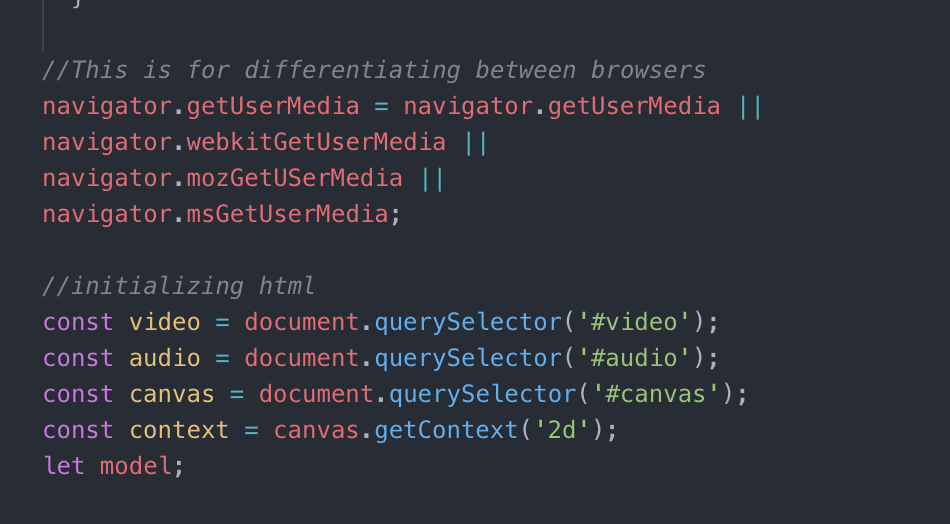 }
//This is for differentiating between browsers
navigator.getUserMedia = navigator.getUserMedia ||
navigator.webkitGetUserMedia ||
navigator.mozGetUSerMedia ||
navigator.msGetUserMedia;
//initializing html
const video = document.querySelector('#video');
const audio = document.querySelector('#audio');
const canvas = document.querySelector('#canvas');
const context = canvas.getContext('2d');
let model;